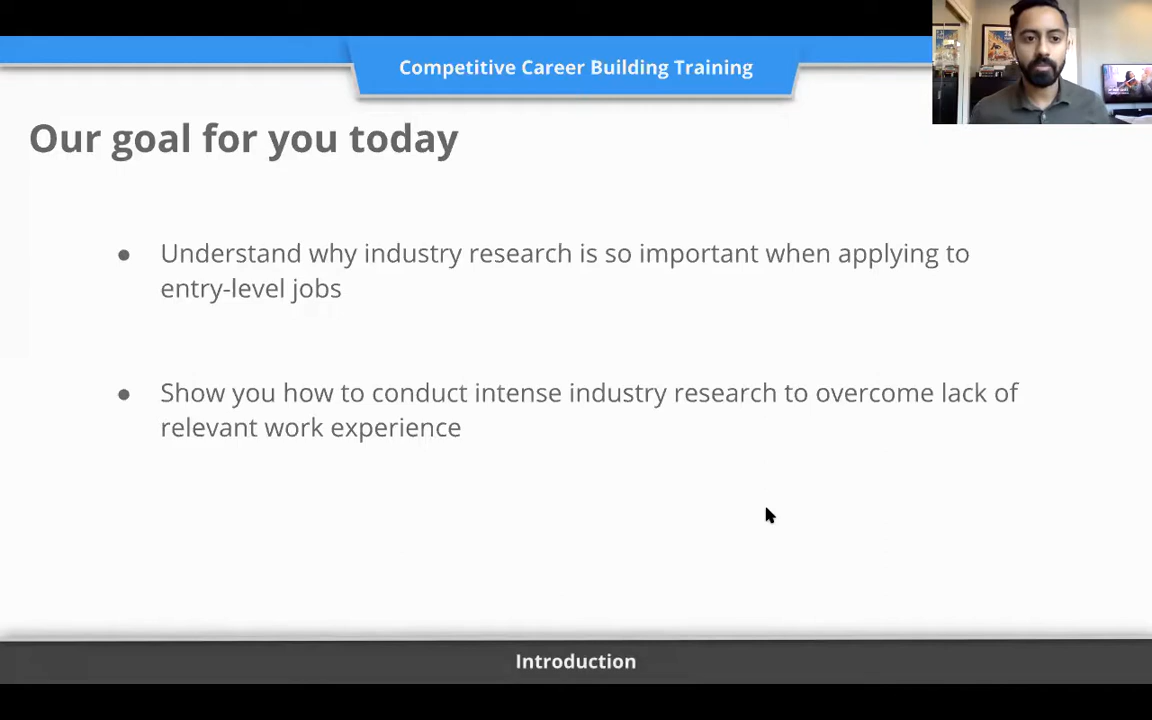 Competitive Career Building Training
Our goal for you today
● Understand why industry research is so important when applying to
entry-level jobs
● Show you how to conduct intense industry research to overcome lack of
relevant work experience
Introduction